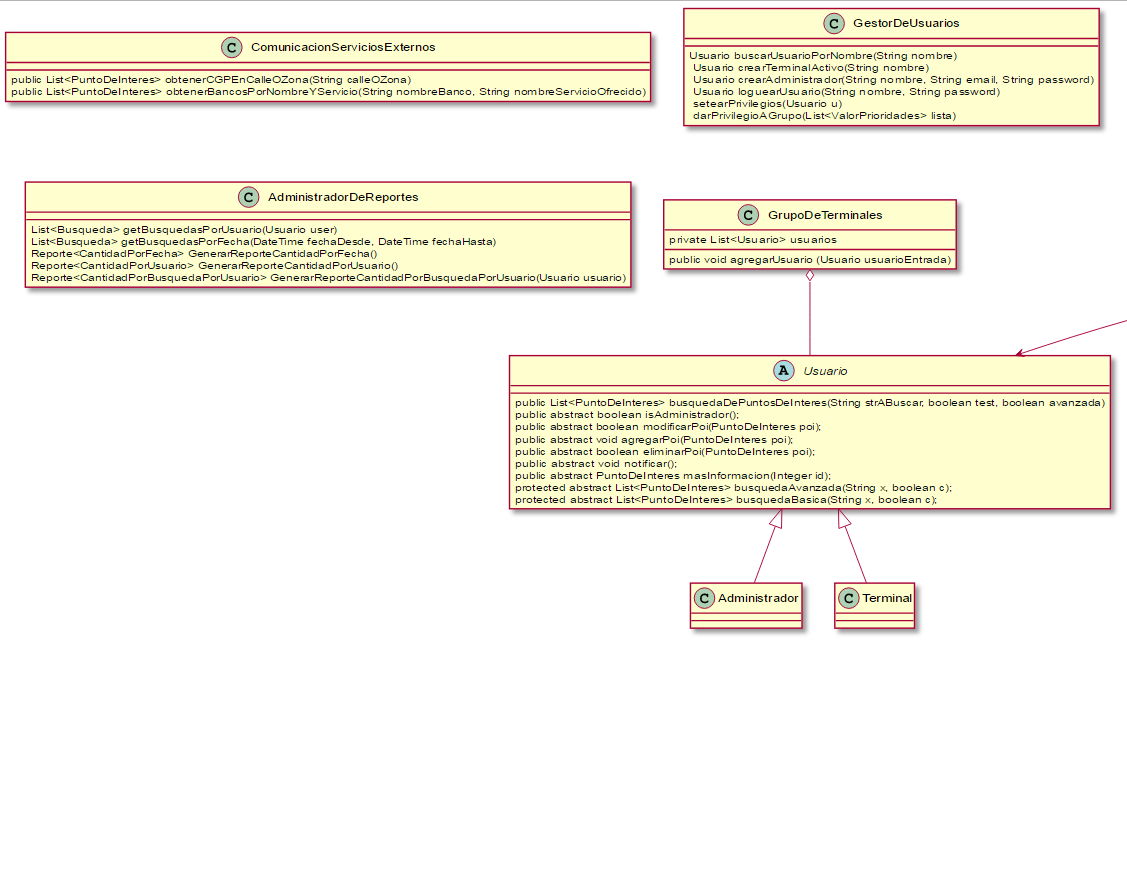 C ComunicacionServiciosExternos
public List<PuntoDeInteres> obtenerCGPEnCalleOZona(String calleOZona)
public List<PuntoDeInteres> obtenerBancosPorNombreYServicio(String nombreBanco, String nombreServicioOfrecido)
C GestorDeUsuarios
Usuario buscarUsuarioPorNombre(String nombre)
Usuario crearTerminalActivo(String nombre)
Usuario crearAdministrador(String nombre, String email, String password)
Usuario loguearUsuario(String nombre, String password)
setearPrivilegios(Usuario u)
darPrivilegioAGrupo(List<ValorPrioridades> lista)
C AdministradorDeReportes
List<Busqueda> getBusquedasPorUsuario(Usuario user)
List<Busqueda> getBusquedasPorFecha(DateTime fechaDesde, DateTime fechaHasta)
Reporte<CantidadPorFecha> GenerarReporteCantidadPorFecha()
Reporte<CantidadPorUsuario> GenerarReporteCantidadPorUsuario()
Reporte<CantidadPorBusquedaPorUsuario> GenerarReporteCantidadPorBusquedaPorUsuario(Usuario usuario)
C GrupoDeTerminales
private List<Usuario> usuarios
public void agregarUsuario (Usuario usuarioEntrada)
A Usuario
public List<PuntoDeInteres> busquedaDePuntosDeInteres(String strABuscar, boolean test, boolean avanzada)
public abstract boolean isAdministrador();
public abstract boolean modificarPoi(PuntoDeInteres poi);
public abstract void agregarPoi(PuntoDeInteres poi);
public abstract boolean eliminarPoi(PuntoDeInteres poi);
public abstract void notificar();
public abstract PuntoDeInteres masInformacion(Integer id);
protected abstract List<PuntoDeInteres> busquedaAvanzada(String x, boolean c);
protected abstract List<PuntoDeInteres> busquedaBasica(String x, boolean c);
C Administrador
C Terminal